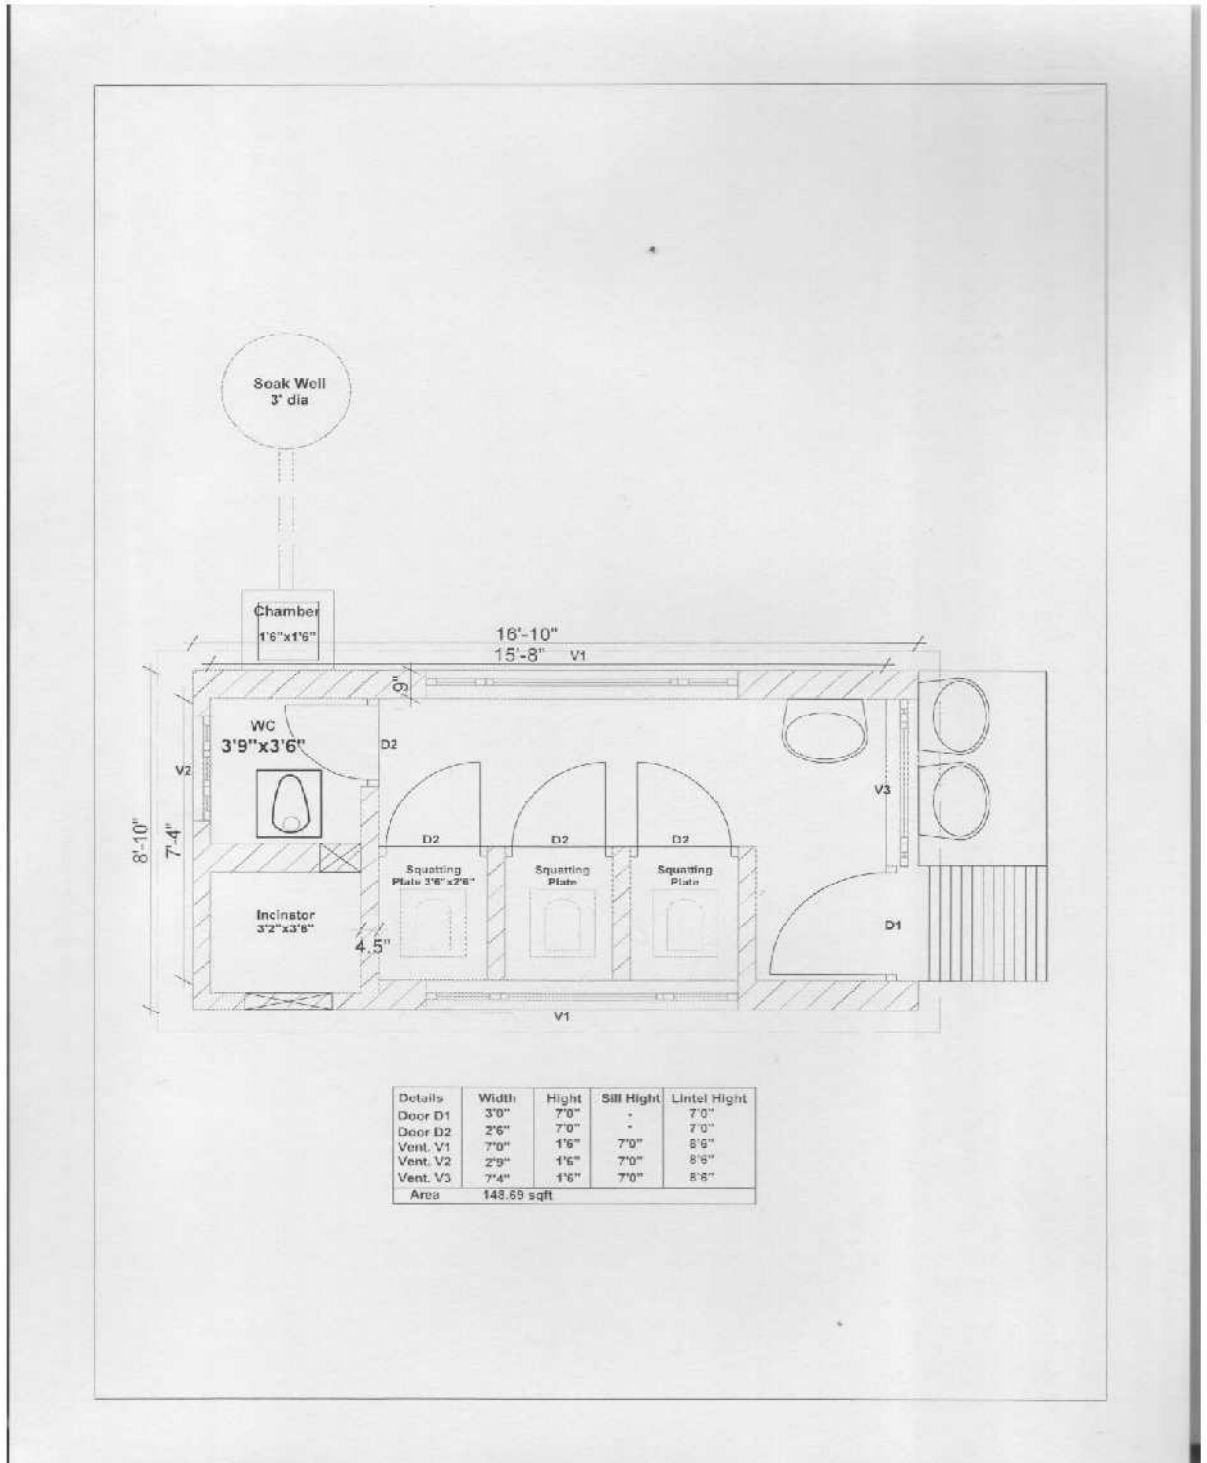 Soak Well
3' dia
Chamber
1'6"x1'6"
16'-10"
15'-8" V1
9"
WC
3'9"x3'6"
D2
V2
V3
8'-10"
7'-4"
D2
D2
D2
Squatting
Plate 3'6"x2'6"
Squatting
Plate
Squatting
Plate
Incinstor
3'2"x3'6"
4.5"
D1
V1
Details Width Hight Sill Hight Lintel Hight
Door D1 3'0" 7'0" - 7'0"
Door D2 2'6" 7'0" - 7'0"
Vent. V1 7'0" 1'6" 7'0" 8'6"
Vent. V2 2'9" 1'6" 7'0" 8'6"
Vent. V3 7'4" 1'6" 7'0" 8'6"
Area 148.69 sqft